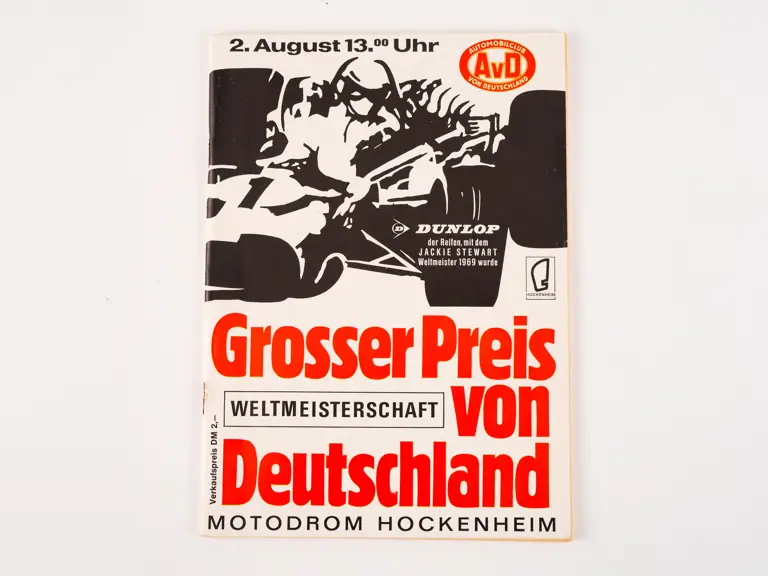 2. August 13.00 Uhr
AUTOMOBILCLUB
AvD
VON DEUTSCHLAND
1
D DUNLOP
der Reifen, mit dem
JACKIE STEWART
Weltmeister 1969 wurde
HOCKENHEIM
Grosser Preis
WELTMEISTERSCHAFT von
Deutschland
Verkaufspreis DM 2,–
MOTODROM HOCKENHEIM